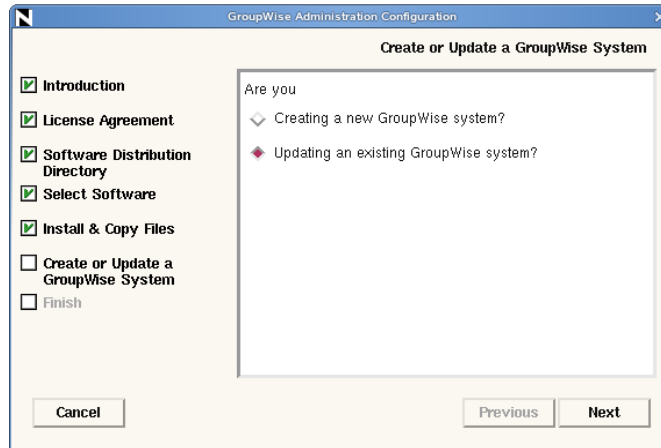 GroupWise Administration Configuration
Create or Update a GroupWise System
Introduction
License Agreement
Software Distribution
Directory
Select Software
Install & Copy Files
Create or Update a
GroupWise System
Finish
Are you
Creating a new GroupWise system?
Updating an existing GroupWise system?
Cancel
Previous
Next